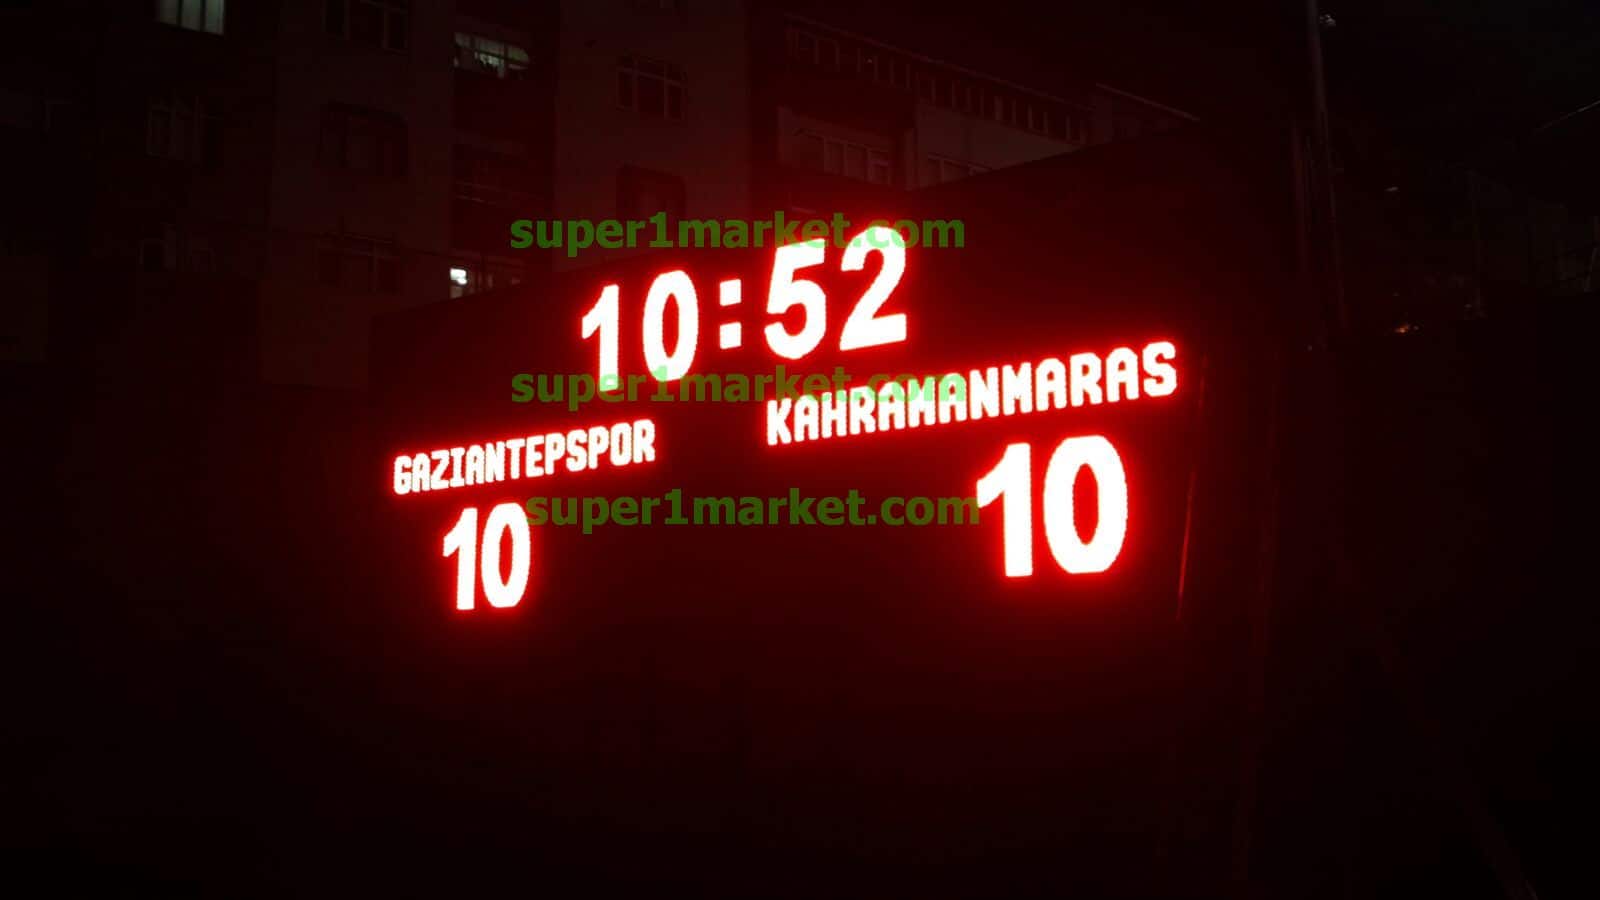 super1market.com
10:52
super1market.com
GAZIANTEPSPOR KAHRAMANMARAS
super1market.com
10 10